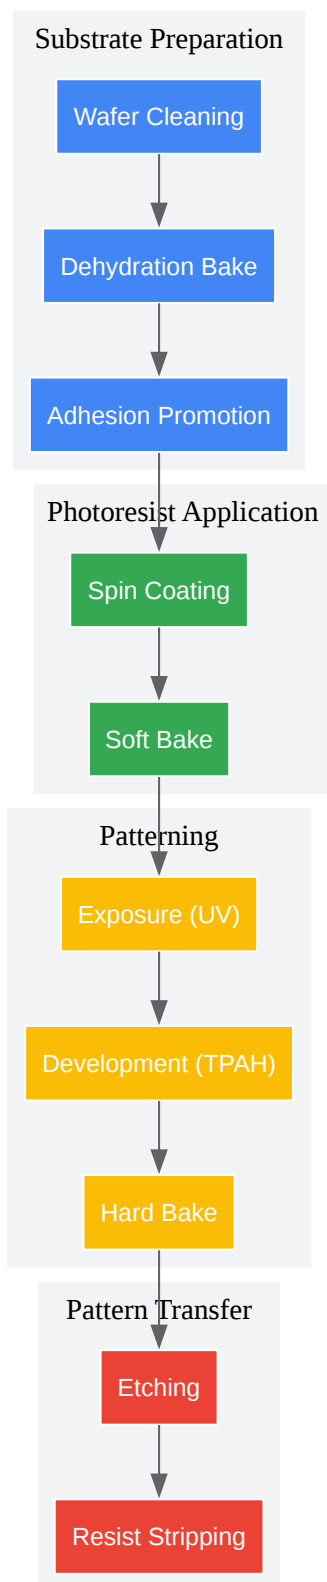 Substrate Preparation
Wafer Cleaning
Dehydration Bake
Adhesion Promotion
Photoresist Application
Spin Coating
Soft Bake
Patterning
Exposure (UV)
Development (TPAH)
Hard Bake
Pattern Transfer
Etching
Resist Stripping